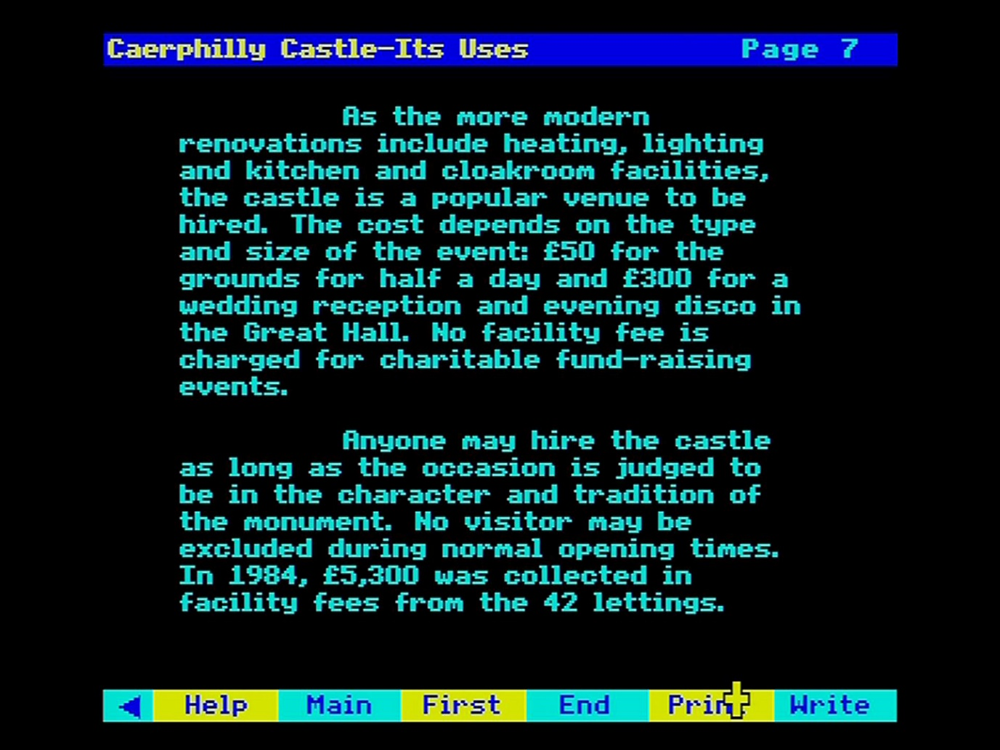 Caerphilly Castle-Its Uses Page 7
As the more modern
renovations include heating, lighting
and kitchen and cloakroom facilities,
the castle is a popular venue to be
hired. The cost depends on the type
and size of the event: £50 for the
grounds for half a day and £300 for a
wedding reception and evening disco in
the Great Hall. No facility fee is
charged for charitable fund-raising
events.
Anyone may hire the castle
as long as the occasion is judged to
be in the character and tradition of
the monument. No visitor may be
excluded during normal opening times.
In 1984, £5,300 was collected in
facility fees from the 42 lettings.
Help Main First End Print Write